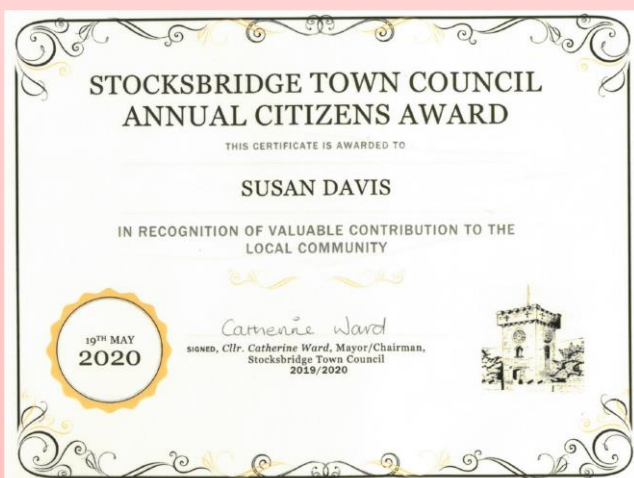 STOCKSBRIDGE TOWN COUNCIL
ANNUAL CITIZENS AWARD
THIS CERTIFICATE IS AWARDED TO
SUSAN DAVIS
IN RECOGNITION OF VALUABLE CONTRIBUTION TO THE
LOCAL COMMUNITY
19TH MAY
2020
Catherine Ward
SIGNED, Cllr. Catherine Ward, Mayor/Chairman,
Stocksbridge Town Council
2019/2020